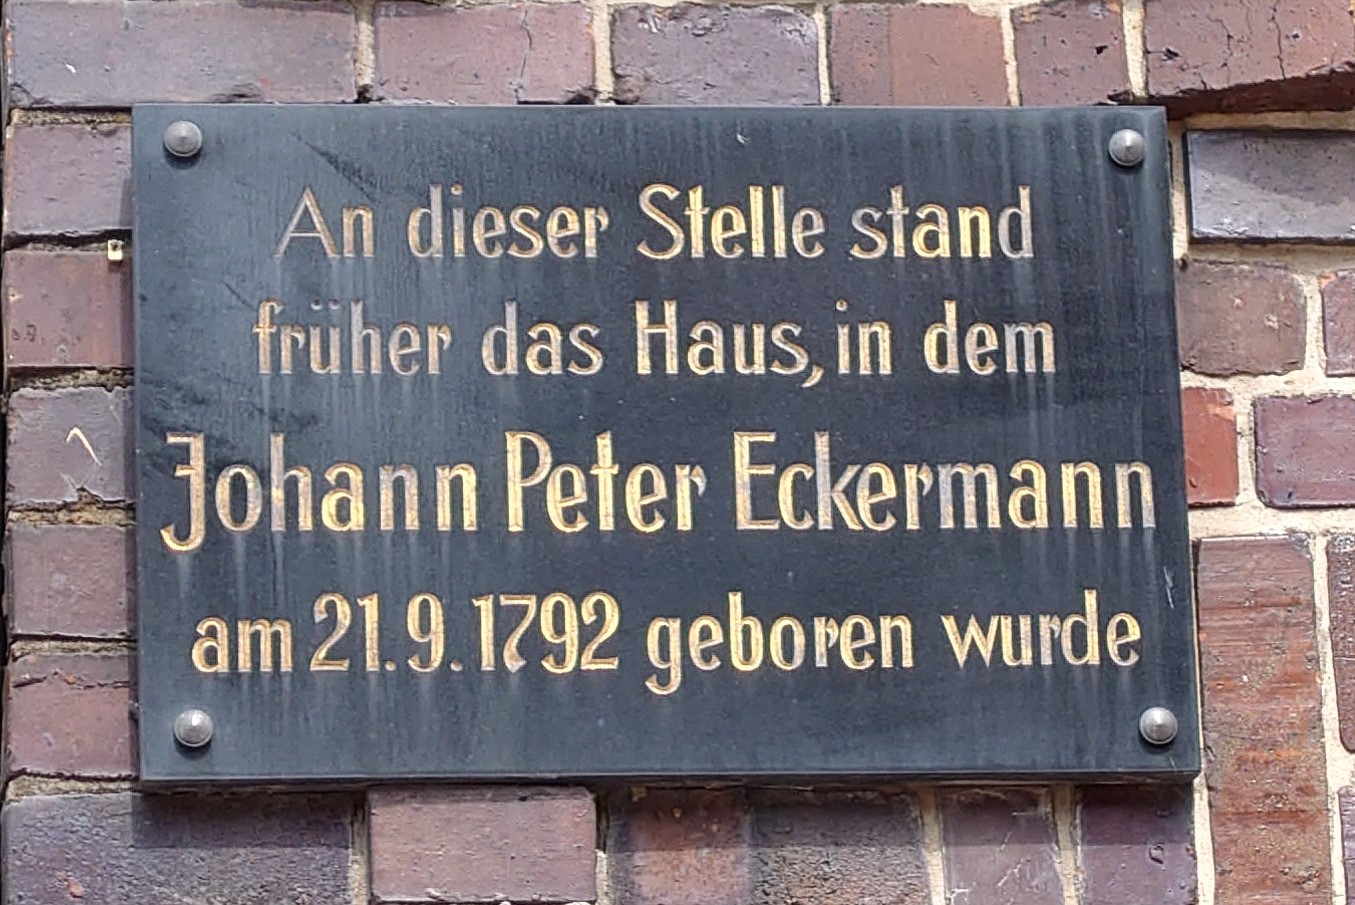 An dieser Stelle stand
früher das Haus, in dem
Johann Peter Eckermann
am 21.9.1792 geboren wurde